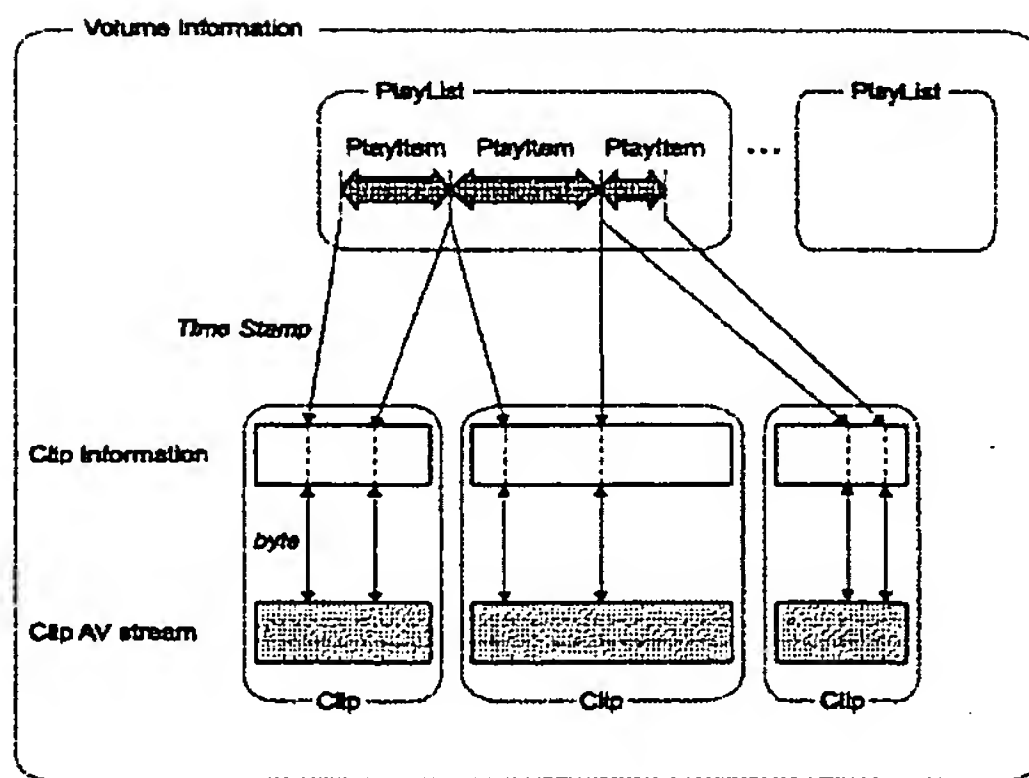 Volume Information
PlayList PlayList
PlayItem PlayItem PlayItem ...
Time Stamp
Clip Information
byte
Clip AV stream
Clip Clip Clip